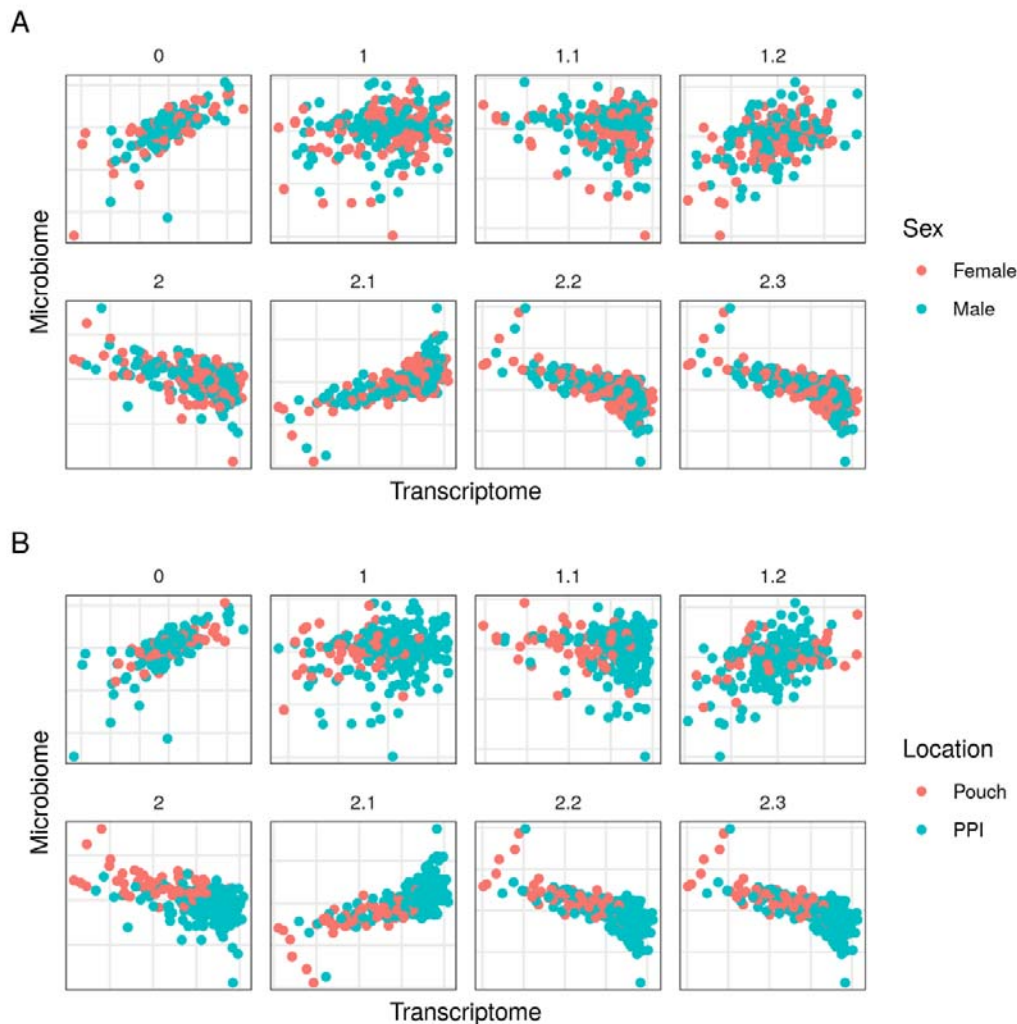 A
0 1 1.1 1.2
Microbiome
2 2.1 2.2 2.3
Transcriptome
Sex
Female
Male
B
0 1 1.1 1.2
Microbiome
2 2.1 2.2 2.3
Transcriptome
Location
Pouch
PPI